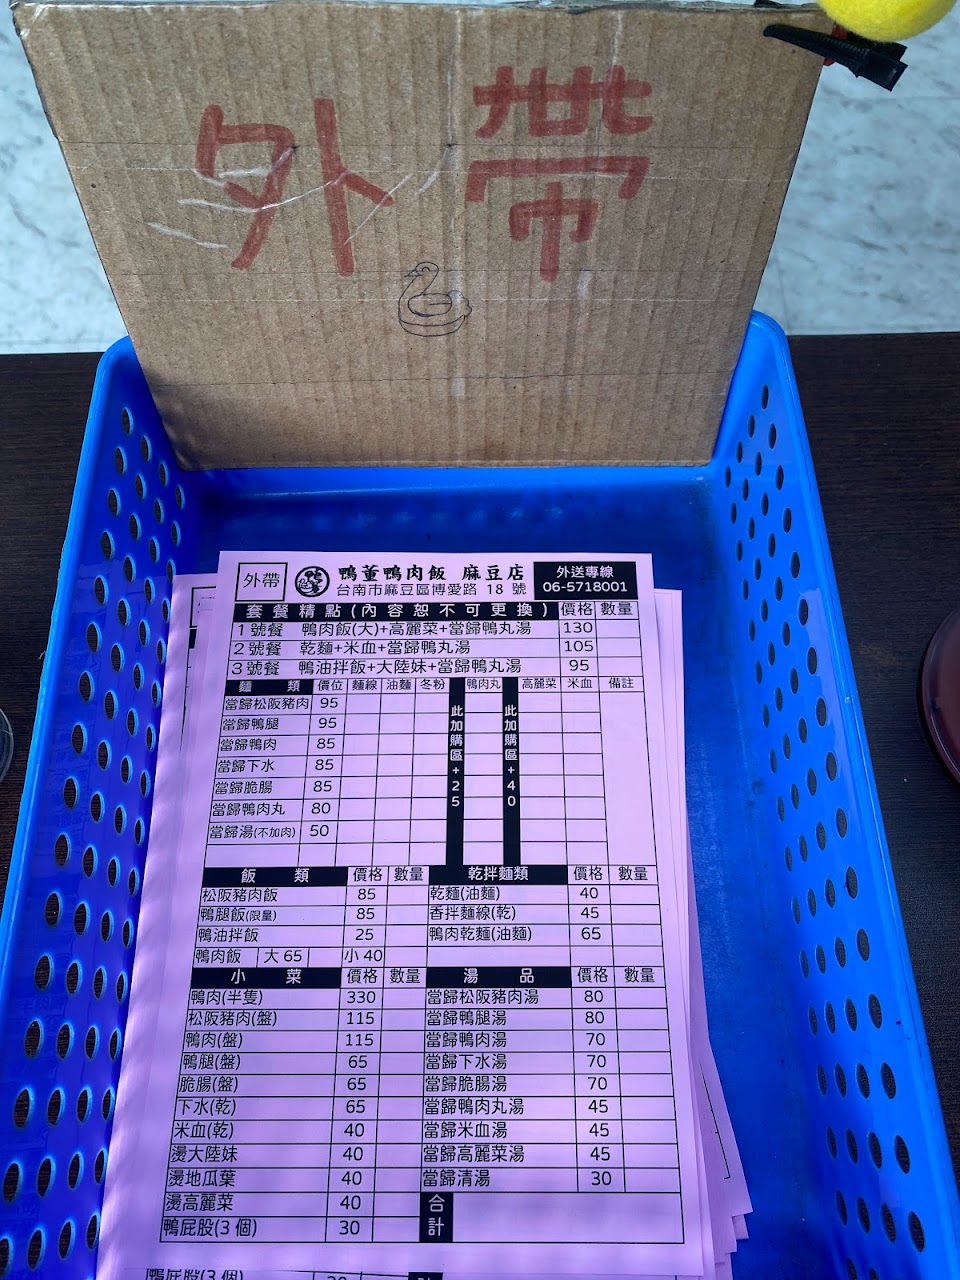 外帶
外帶 鴨董鴨肉飯 麻豆店 外送專線
台南市麻豆區博愛路 18 號 06-5718001
套餐精點(內容恕不可更換) 價格 數量
1 號餐 鴨肉飯(大)+高麗菜+當歸鴨丸湯 130
2 號餐 乾麵+米血+當歸鴨丸湯 105
3 號餐 鴨油拌飯+大陸妹+當歸鴨丸湯 95
麵類 價位 麵線 油麵 冬粉 鴨肉丸 高麗菜 米血 備註
此加購區+25
此加購區+40
當歸松阪豬肉 95
當歸鴨腿 95
當歸鴨肉 85
當歸下水 85
當歸脆腸 85
當歸鴨肉丸 80
當歸湯(不加肉) 50
飯類 價格 數量 乾拌麵類 價格 數量
松阪豬肉飯 85 乾麵(油麵) 40
鴨腿飯(限量) 85 香拌麵線(乾) 45
鴨油拌飯 25 鴨肉乾麵(油麵) 65
鴨肉飯 大 65 小 40
小菜 價格 數量 湯品 價格 數量
鴨肉(半隻) 330 當歸松阪豬肉湯 80
松阪豬肉(盤) 115 當歸鴨腿湯 80
鴨肉(盤) 115 當歸鴨肉湯 70
鴨腿(盤) 65 當歸下水湯 70
脆腸(盤) 65 當歸脆腸湯 70
下水(乾) 65 當歸鴨肉丸湯 45
米血(乾) 40 當歸米血湯 45
燙大陸妹 40 當歸高麗菜湯 45
燙地瓜葉 40 當歸清湯 30
燙高麗菜 40 合計
鴨屁股(3 個) 30
鴨屁股(3 個) 30